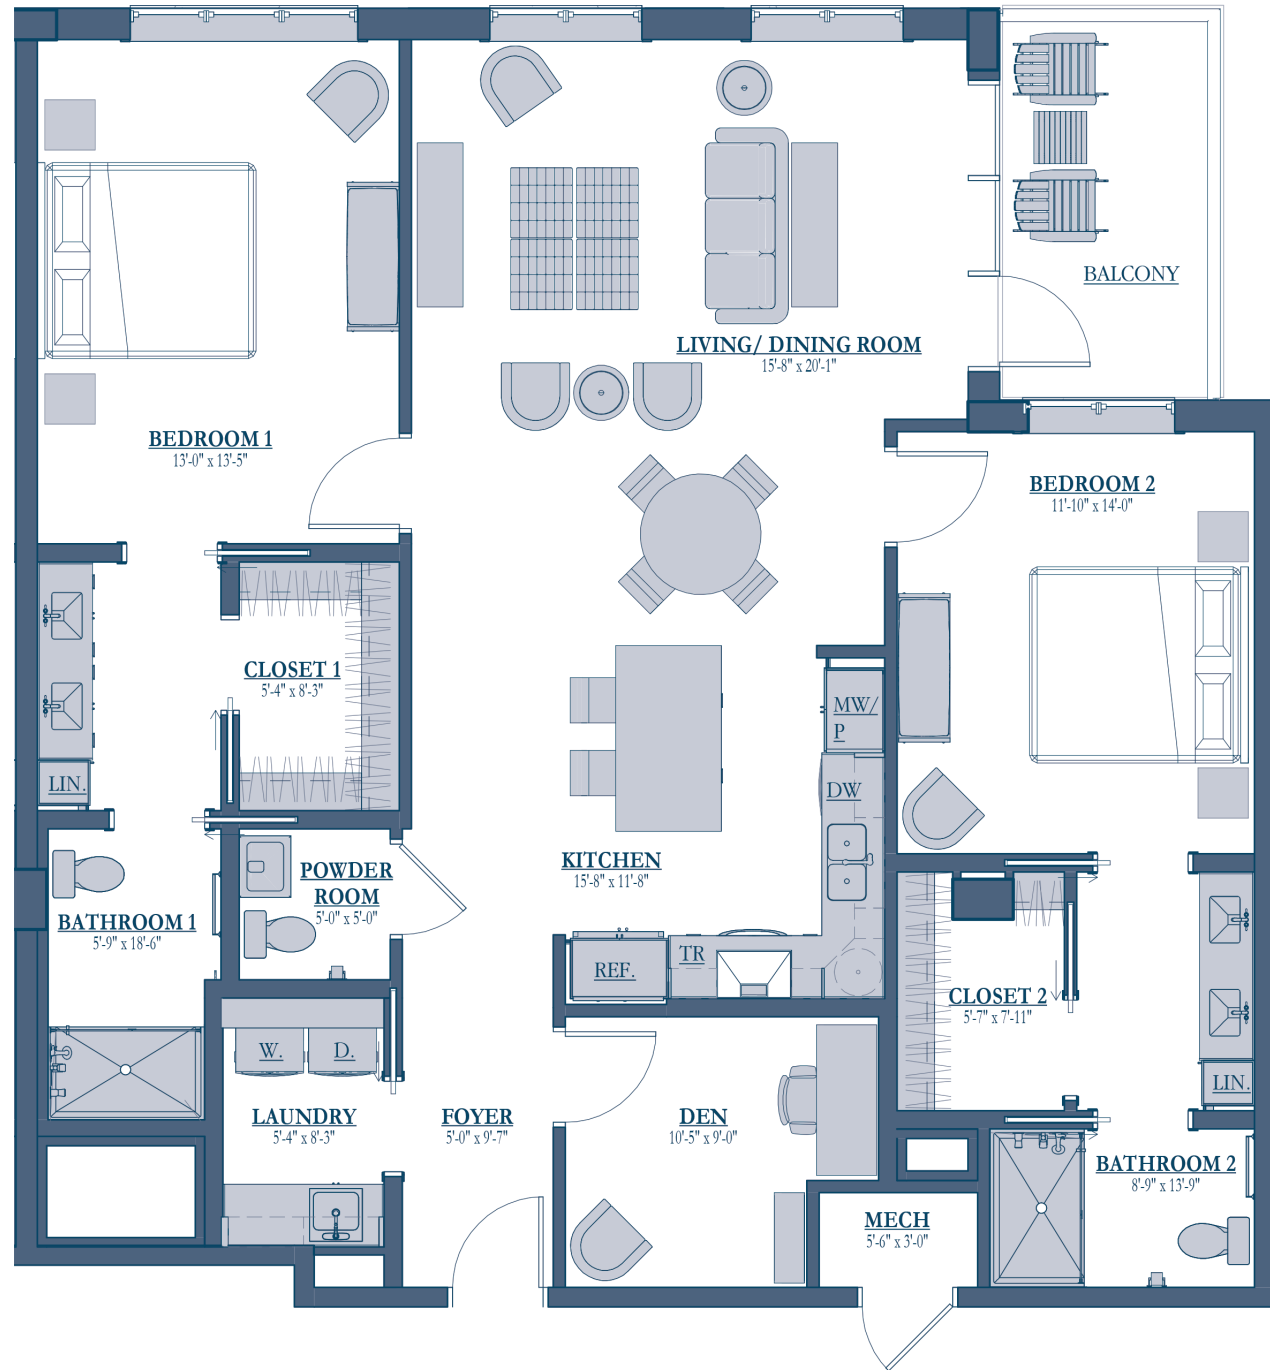 BALCONY
LIVING/ DINING ROOM
15'-8" x 20'-1"
BEDROOM 1
13'-0" x 13'-5"
BEDROOM 2
11'-10" x 14'-0"
CLOSET 1
5'-4" x 8'-3"
MW/
P
LIN.
DW
KITCHEN
15'-8" x 11'-8"
POWDER
ROOM
5'-0" x 5'-0"
BATHROOM 1
5'-9" x 18'-6"
REF.
TR
CLOSET 2
5'-7" x 7'-11"
W.
D.
LIN.
LAUNDRY
5'-4" x 8'-3"
FOYER
5'-0" x 9'-7"
DEN
10'-5" x 9'-0"
BATHROOM 2
8'-9" x 13'-9"
MECH
5'-6" x 3'-0"